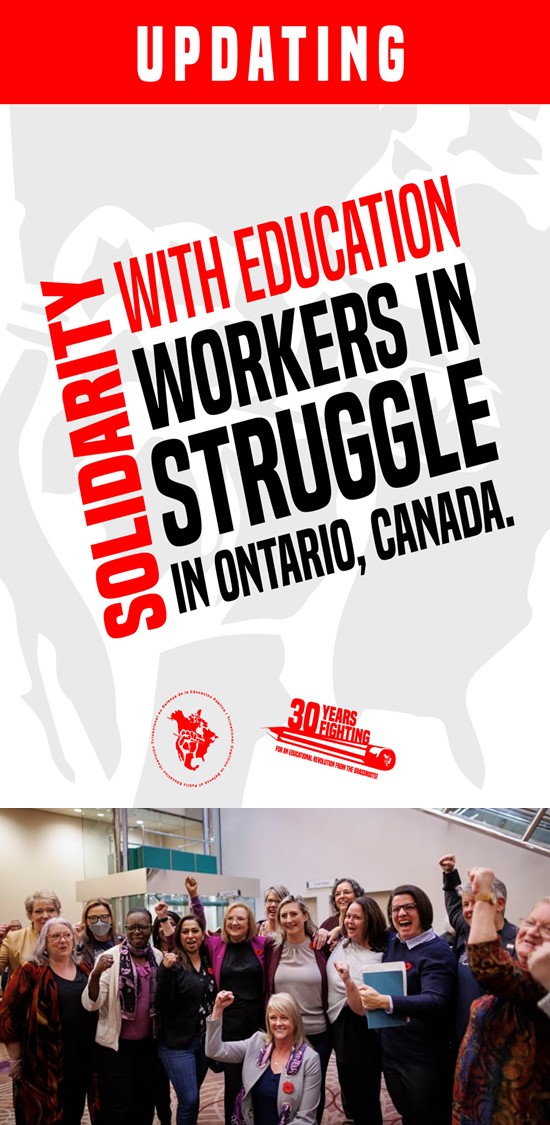 UPDATING
SOLIDARITY
WITH EDUCATION
WORKERS IN
STRUGGLE
IN ONTARIO, CANADA.
30 YEARS
FIGHTING
FOR AN EDUCATIONAL REVOLUTION FROM THE GRASSROOTS!